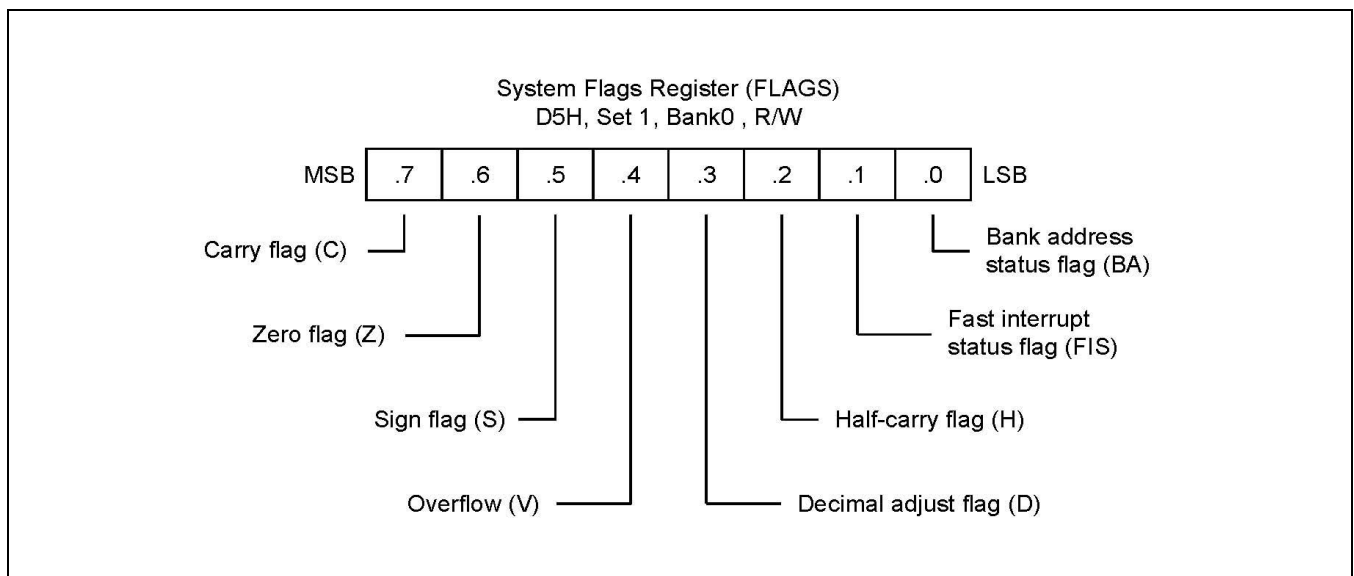 System Flags Register (FLAGS)
D5H, Set 1, Bank0 , R/W
MSB .7 .6 .5 .4 .3 .2 .1 .0 LSB
Carry flag (C)
Bank address
status flag (BA)
Zero flag (Z)
Fast interrupt
status flag (FIS)
Sign flag (S)
Half-carry flag (H)
Overflow (V)
Decimal adjust flag (D)